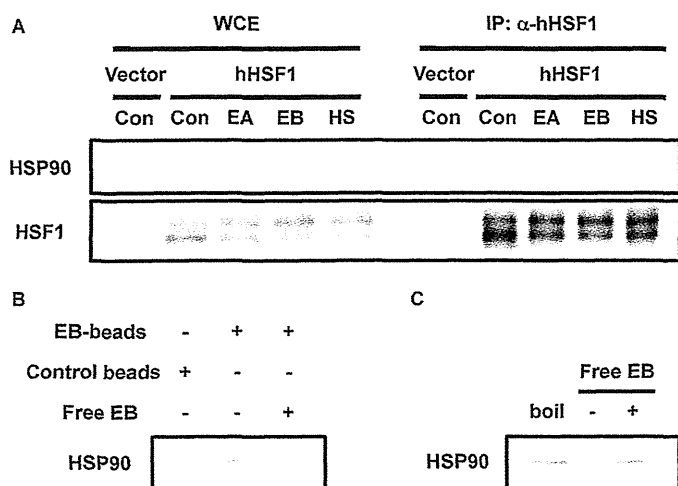 A
WCE
IP: α-hHSF1
Vector hHSF1 Vector hHSF1
Con Con EA EB HS Con Con EA EB HS
HSP90
HSF1
B
EB-beads - + +
Control beads + - -
Free EB - - +
HSP90
C
Free EB
boil - +
HSP90